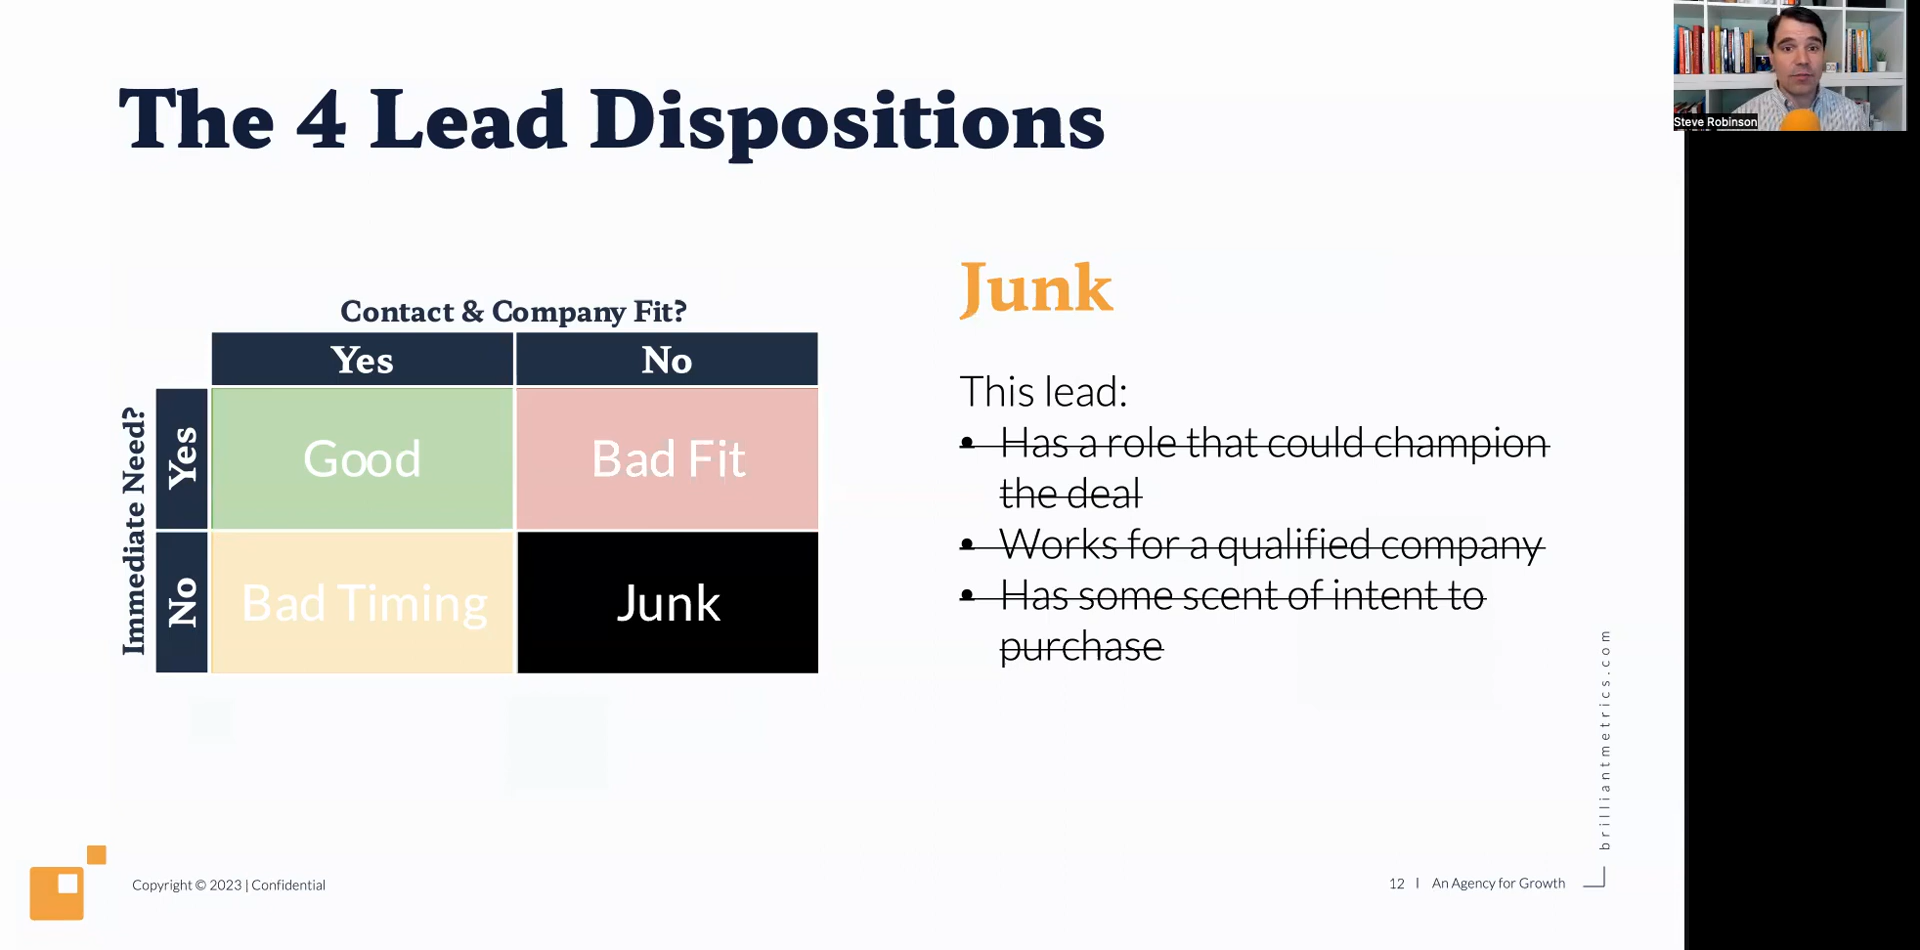 The 4 Lead Dispositions
Steve Robinson
Contact & Company Fit?
Yes
No
Immediate Need?
Yes
Good
Bad Fit
No
Bad Timing
Junk
Junk
This lead:
• Has a role that could champion
the deal
• Works for a qualified company
• Has some scent of intent to
purchase
brilliantmetrics.com
Copyright © 2023 | Confidential
12 | An Agency for Growth